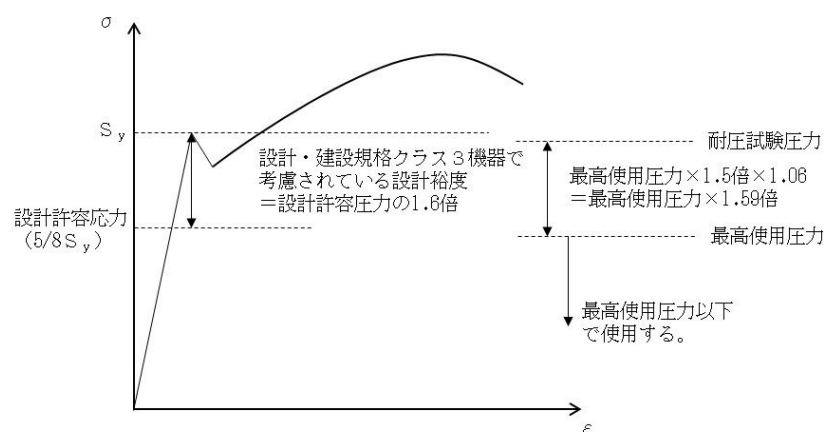 σ
Ｓy
設計許容応力
(5/8Ｓy)
設計・建設規格クラス３機器で
考慮されている設計裕度
＝設計許容圧力の1.6倍
耐圧試験圧力
最高使用圧力×1.5倍×1.06
＝最高使用圧力×1.59倍
最高使用圧力
最高使用圧力以下
で使用する。
ε